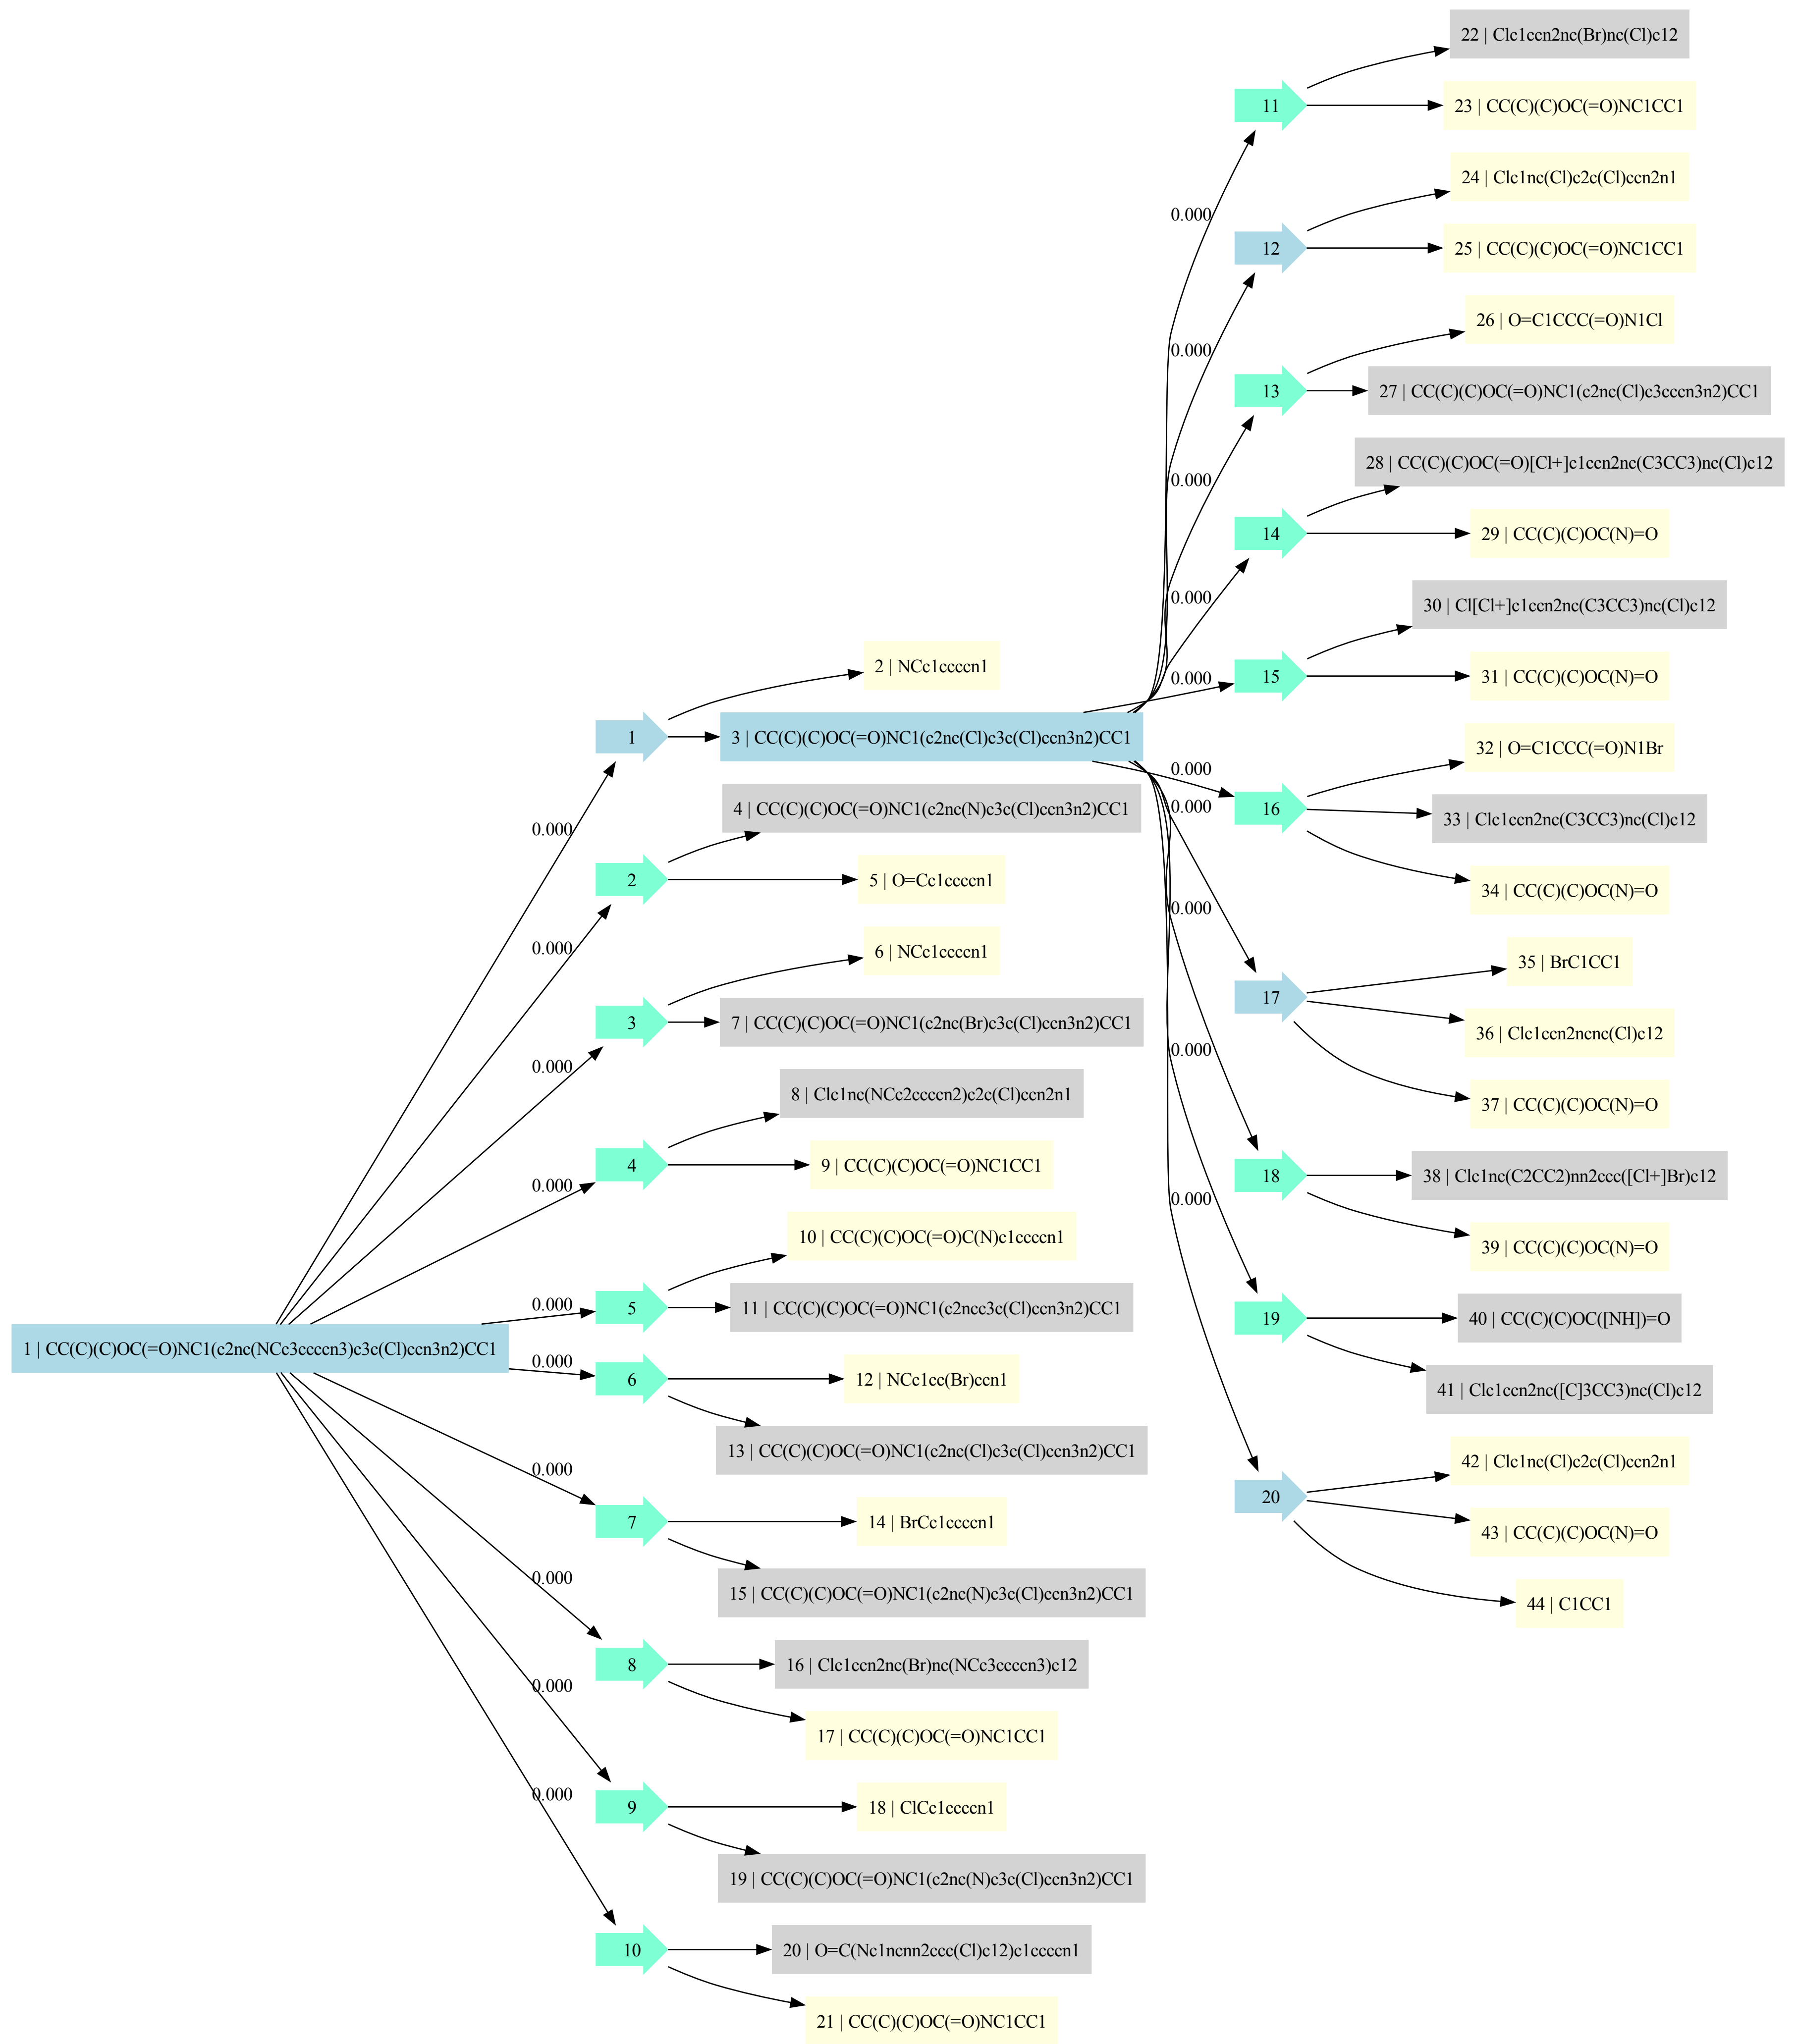 1 | CC(C)(C)OC(=O)NC1(c2nc(NCc3ccccn3)c3c(Cl)ccn3n2)CC1
0.000
0.000
0.000
0.000
0.000
0.000
0.000
0.000
0.000
0.000
1
2
3
4
5
6
7
8
9
10
2 | NCc1ccccn1
3 | CC(C)(C)OC(=O)NC1(c2nc(Cl)c3c(Cl)ccn3n2)CC1
4 | CC(C)(C)OC(=O)NC1(c2nc(N)c3c(Cl)ccn3n2)CC1
5 | O=Cc1ccccn1
6 | NCc1ccccn1
7 | CC(C)(C)OC(=O)NC1(c2nc(Br)c3c(Cl)ccn3n2)CC1
8 | Clc1nc(NCc2ccccn2)c2c(Cl)ccn2n1
9 | CC(C)(C)OC(=O)NC1CC1
10 | CC(C)(C)OC(=O)C(N)c1ccccn1
11 | CC(C)(C)OC(=O)NC1(c2ncc3c(Cl)ccn3n2)CC1
12 | NCc1cc(Br)ccn1
13 | CC(C)(C)OC(=O)NC1(c2nc(Cl)c3c(Cl)ccn3n2)CC1
14 | BrCc1ccccn1
15 | CC(C)(C)OC(=O)NC1(c2nc(N)c3c(Cl)ccn3n2)CC1
16 | Clc1ccn2nc(Br)nc(NCc3ccccn3)c12
17 | CC(C)(C)OC(=O)NC1CC1
18 | ClCc1ccccn1
19 | CC(C)(C)OC(=O)NC1(c2nc(N)c3c(Cl)ccn3n2)CC1
20 | O=C(Nc1ncnn2ccc(Cl)c12)c1ccccn1
21 | CC(C)(C)OC(=O)NC1CC1
0.000
0.000
0.000
0.000
0.000
0.000
0.000
0.000
0.000
0.000
11
12
13
14
15
16
17
18
19
20
22 | Clc1ccn2nc(Br)nc(Cl)c12
23 | CC(C)(C)OC(=O)NC1CC1
24 | Clc1nc(Cl)c2c(Cl)ccn2n1
25 | CC(C)(C)OC(=O)NC1CC1
26 | O=C1CCC(=O)N1Cl
27 | CC(C)(C)OC(=O)NC1(c2nc(Cl)c3cccn3n2)CC1
28 | CC(C)(C)OC(=O)[Cl+]c1ccn2nc(C3CC3)nc(Cl)c12
29 | CC(C)(C)OC(N)=O
30 | Cl[Cl+]c1ccn2nc(C3CC3)nc(Cl)c12
31 | CC(C)(C)OC(N)=O
32 | O=C1CCC(=O)N1Br
33 | Clc1ccn2nc(C3CC3)nc(Cl)c12
34 | CC(C)(C)OC(N)=O
35 | BrC1CC1
36 | Clc1ccn2ncnc(Cl)c12
37 | CC(C)(C)OC(N)=O
38 | Clc1nc(C2CC2)nn2ccc([Cl+]Br)c12
39 | CC(C)(C)OC(N)=O
40 | CC(C)(C)OC([NH])=O
41 | Clc1ccn2nc([C]3CC3)nc(Cl)c12
42 | Clc1nc(Cl)c2c(Cl)ccn2n1
43 | CC(C)(C)OC(N)=O
44 | C1CC1